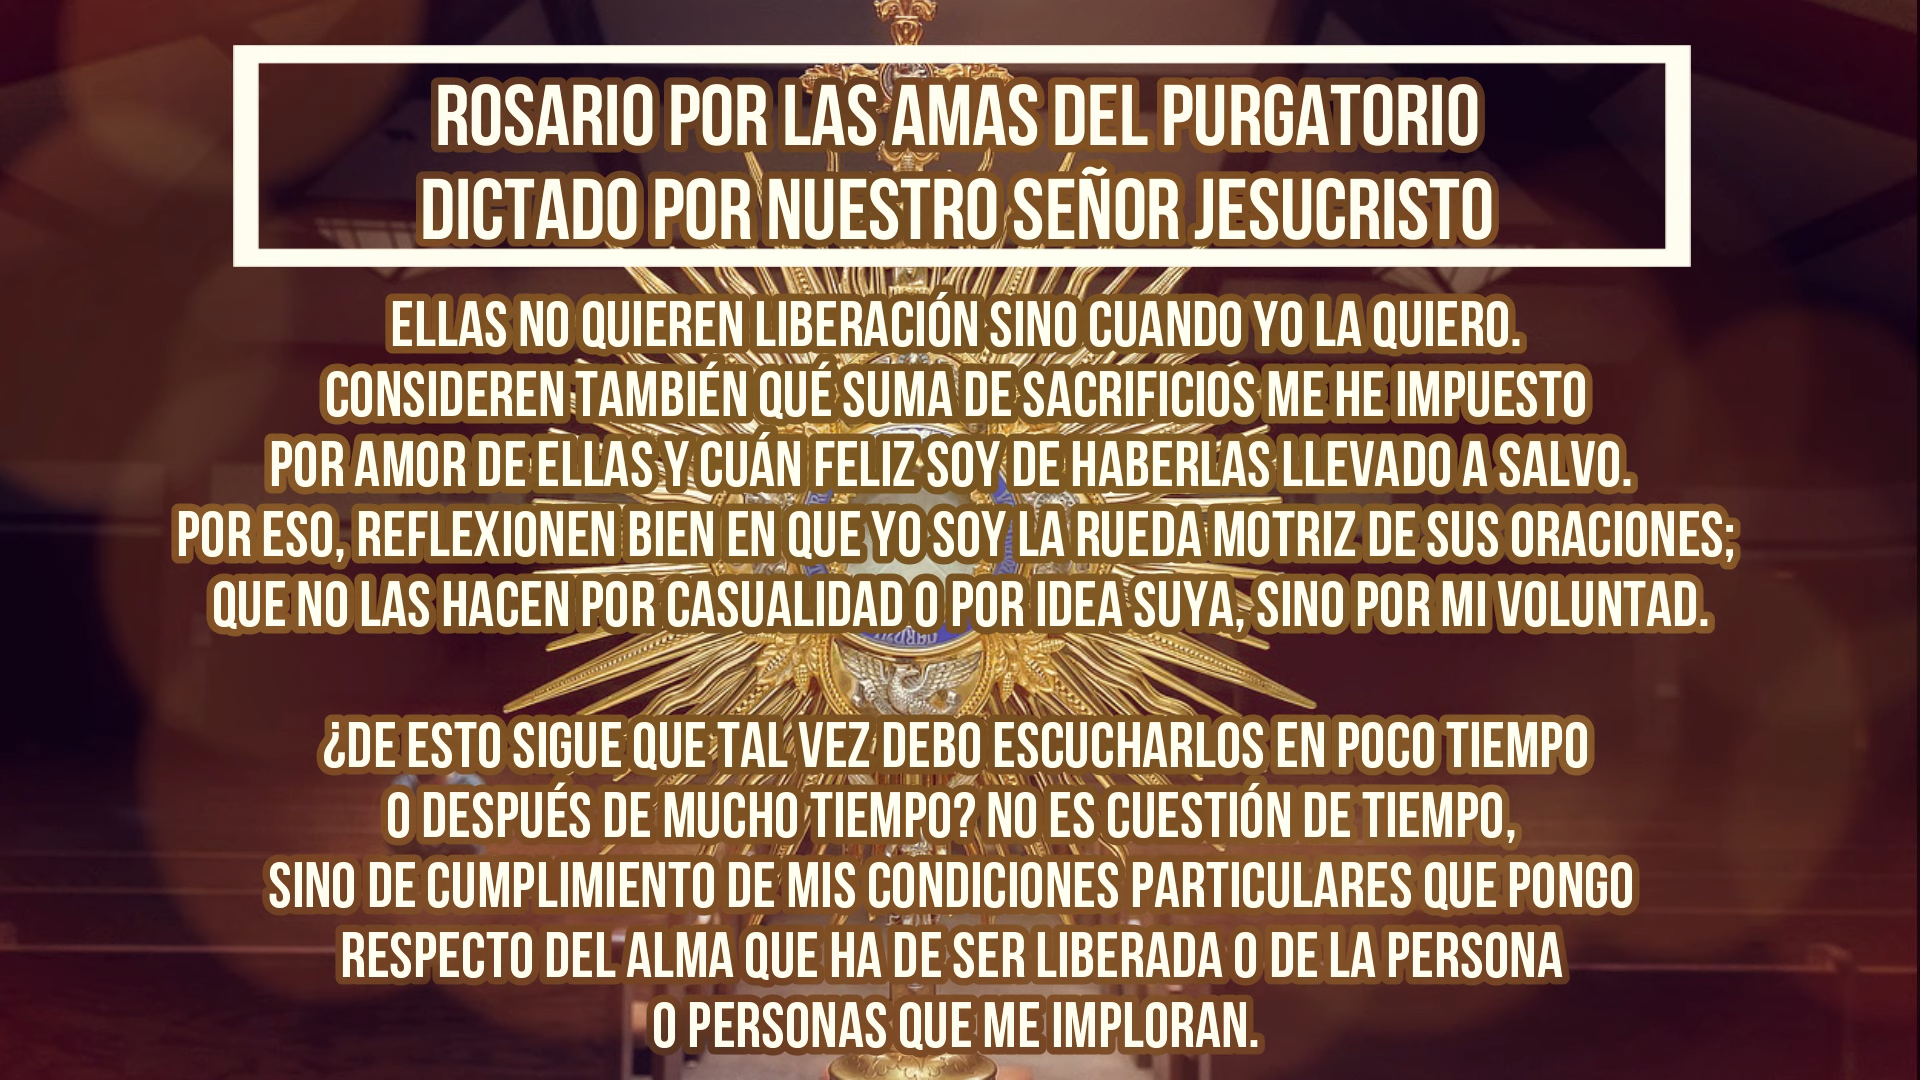 ROSARIO POR LAS AMAS DEL PURGATORIO
DICTADO POR NUESTRO SEÑOR JESUCRISTO
ELLAS NO QUIEREN LIBERACIÓN SINO CUANDO YO LA QUIERO.
CONSIDEREN TAMBIÉN QUÉ SUMA DE SACRIFICIOS ME HE IMPUESTO
POR AMOR DE ELLAS Y CUÁN FELIZ SOY DE HABERLAS LLEVADO A SALVO.
POR ESO, REFLEXIONEN BIEN EN QUE YO SOY LA RUEDA MOTRIZ DE SUS ORACIONES;
QUE NO LAS HACEN POR CASUALIDAD O POR IDEA SUYA, SINO POR MI VOLUNTAD.
¿DE ESTO SIGUE QUE TAL VEZ DEBO ESCUCHARLOS EN POCO TIEMPO
O DESPUÉS DE MUCHO TIEMPO? NO ES CUESTIÓN DE TIEMPO,
SINO DE CUMPLIMIENTO DE MIS CONDICIONES PARTICULARES QUE PONGO
RESPECTO DEL ALMA QUE HA DE SER LIBERADA O DE LA PERSONA
O PERSONAS QUE ME IMPLORAN.